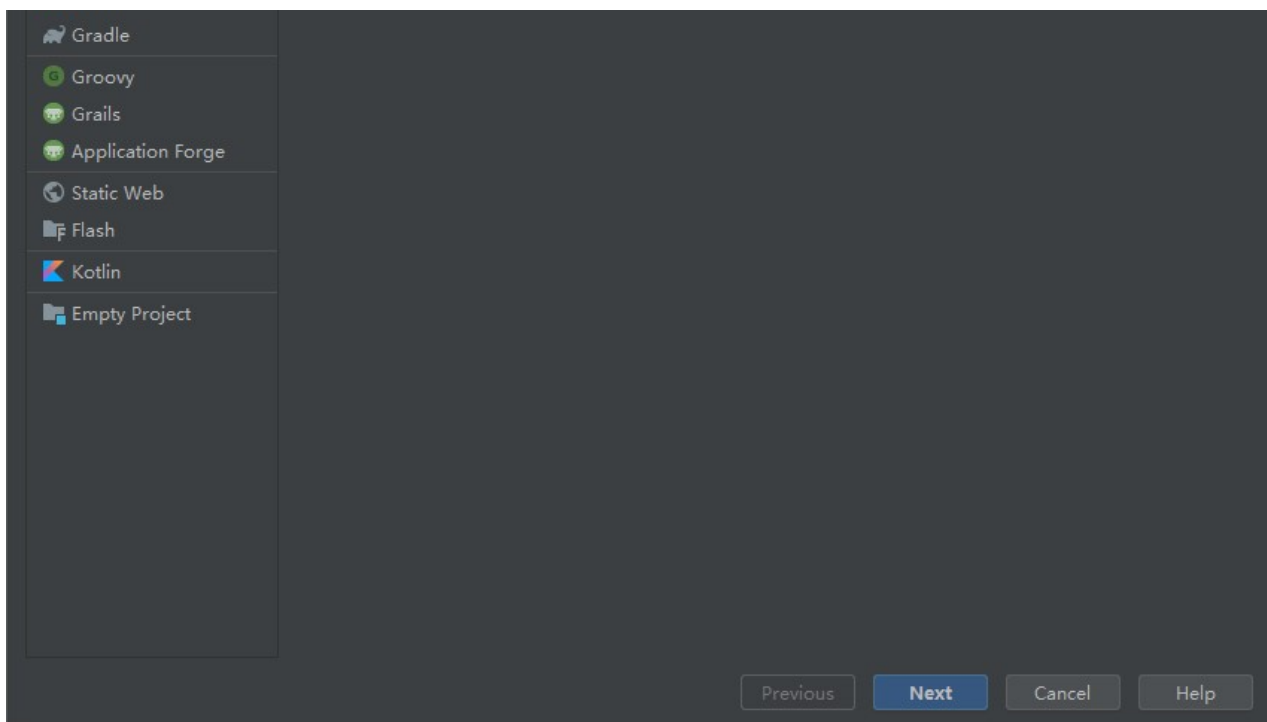 Gradle
Groovy
Grails
Application Forge
Static Web
Flash
Kotlin
Empty Project
Previous Next Cancel Help